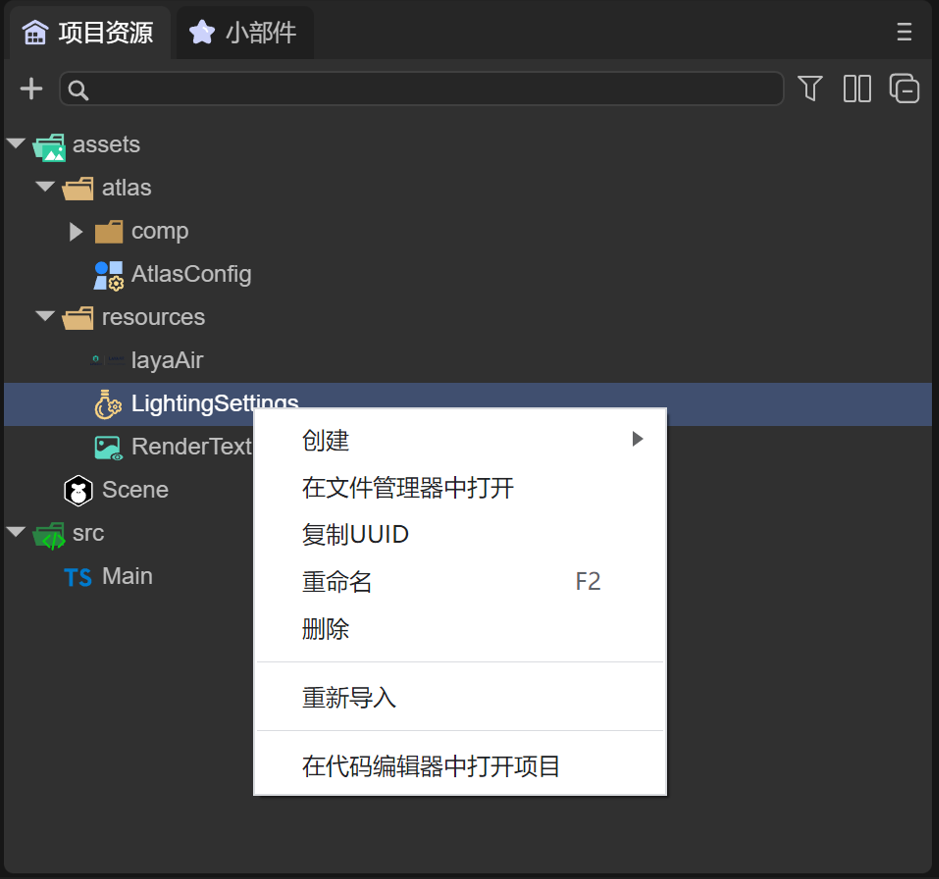 项目资源 小部件
assets
atlas
comp
AtlasConfig
resources
layaAir
LightingSettings
RenderText
Scene
src
TS Main
创建
在文件管理器中打开
复制UUID
重命名 F2
删除
重新导入
在代码编辑器中打开项目